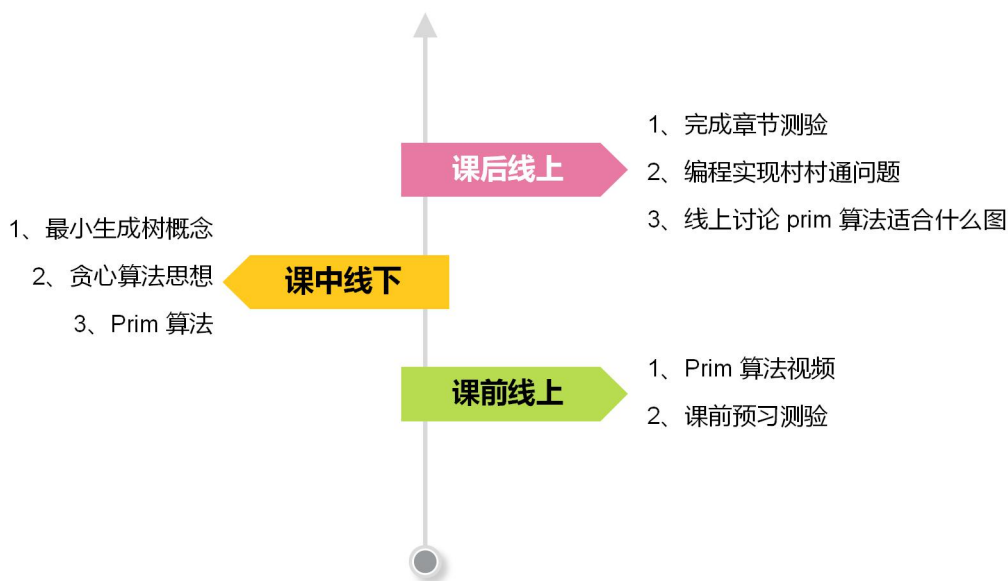 课后线上
1、完成章节测验
2、编程实现村村通问题
3、线上讨论 prim 算法适合什么图
1、最小生成树概念
2、贪心算法思想
3、Prim 算法
课中线下
课前线上
1、Prim 算法视频
2、课前预习测验